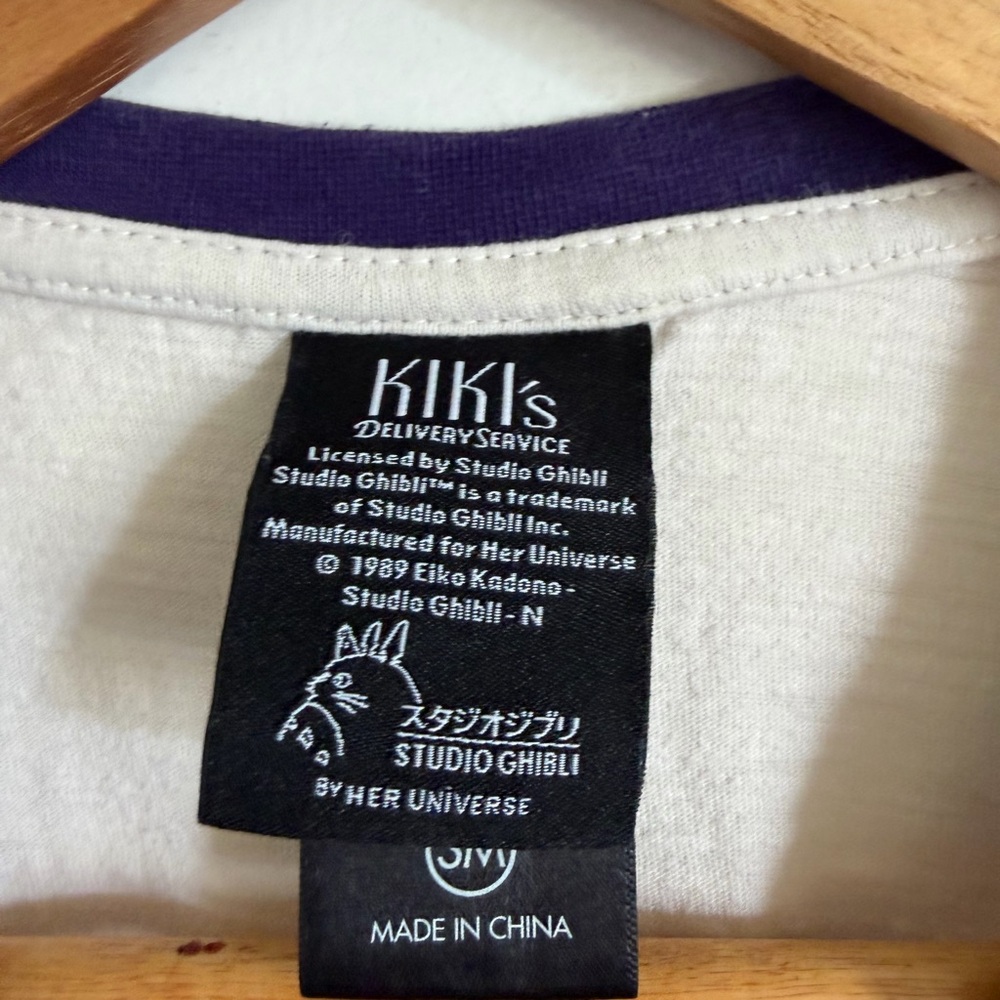 KIKI's
DELIVERY SERVICE
Licensed by Studio Ghibli
Studio Ghibli™ is a trademark
of Studio Ghibli Inc.
Manufactured for Her Universe
© 1989 Eiko Kadono -
Studio Ghibli - N
スタジオジブリ
STUDIO GHIBLI
BY HER UNIVERSE
SM
MADE IN CHINA